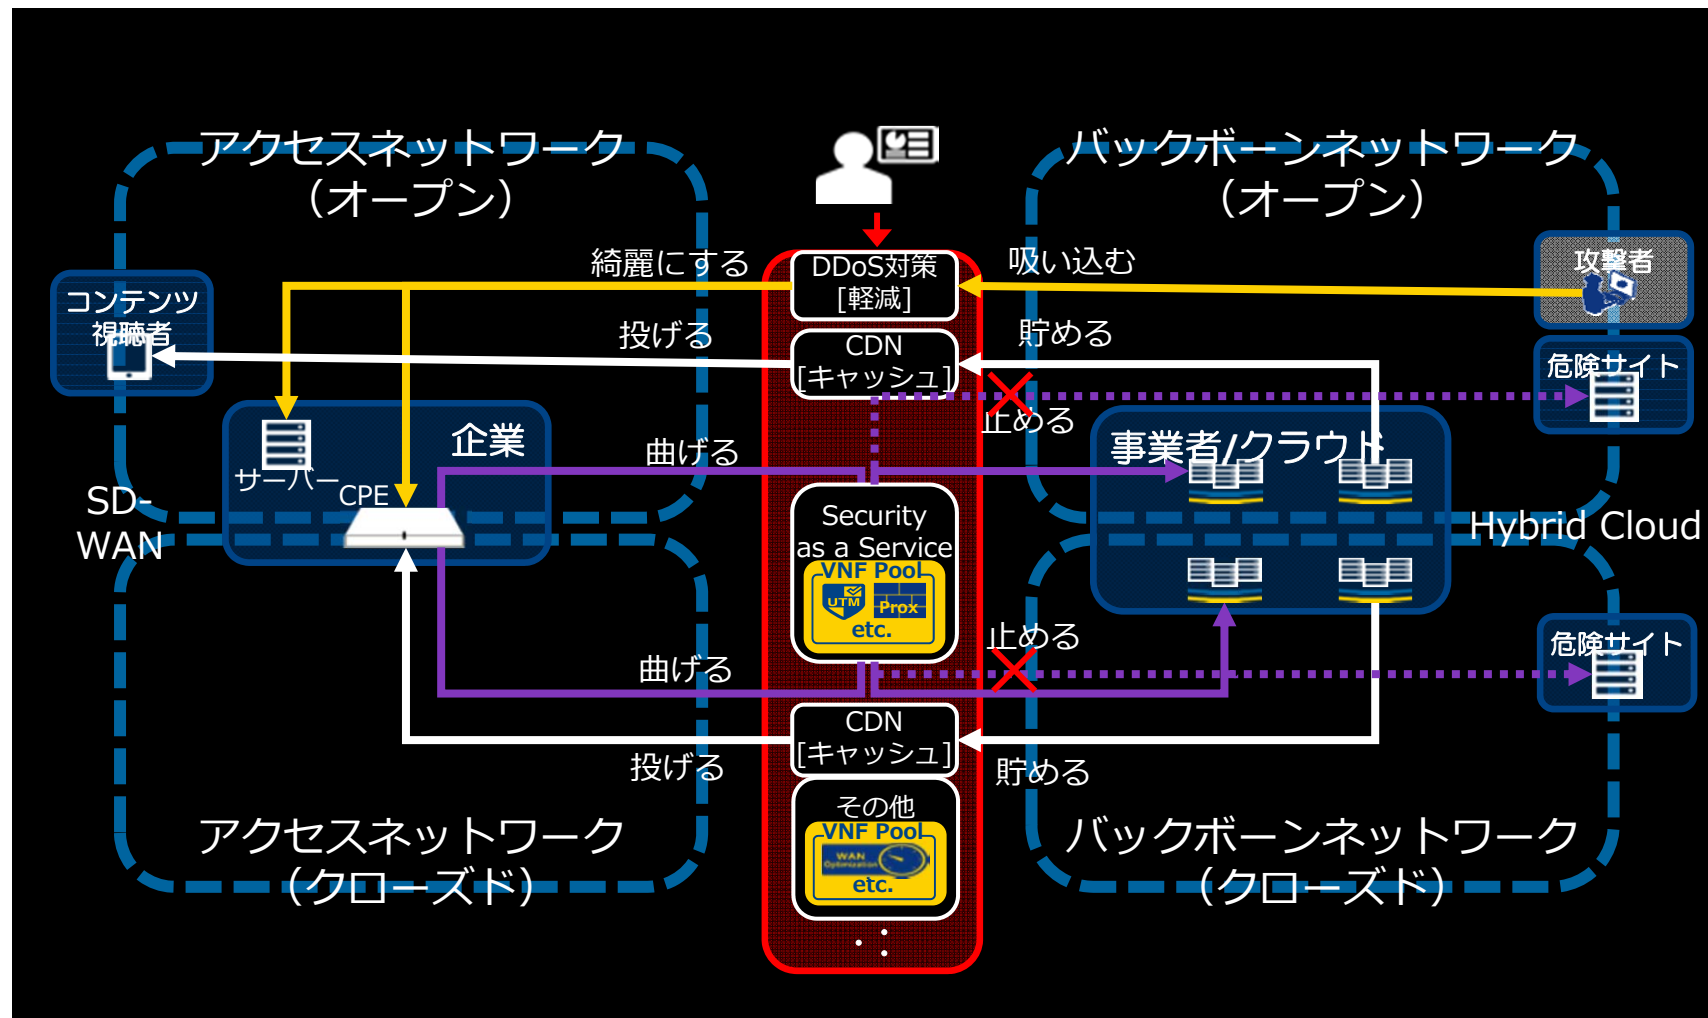 アクセスネットワーク
（オープン）
バックボーンネットワーク
（オープン）
綺麗にする
DDoS対策
[軽減]
吸い込む
攻撃者
コンテンツ
視聴者
投げる
CDN
[キャッシュ]
貯める
危険サイト
止める
企業
曲げる
事業者/クラウド
サーバー
CPE
SD-
WAN
Security
as a Service
VNF Pool
UTM
Prox
etc.
Hybrid Cloud
止める
危険サイト
曲げる
CDN
[キャッシュ]
投げる
貯める
その他
VNF Pool
WAN
Optimization
etc.
アクセスネットワーク
（クローズド）
バックボーンネットワーク
（クローズド）